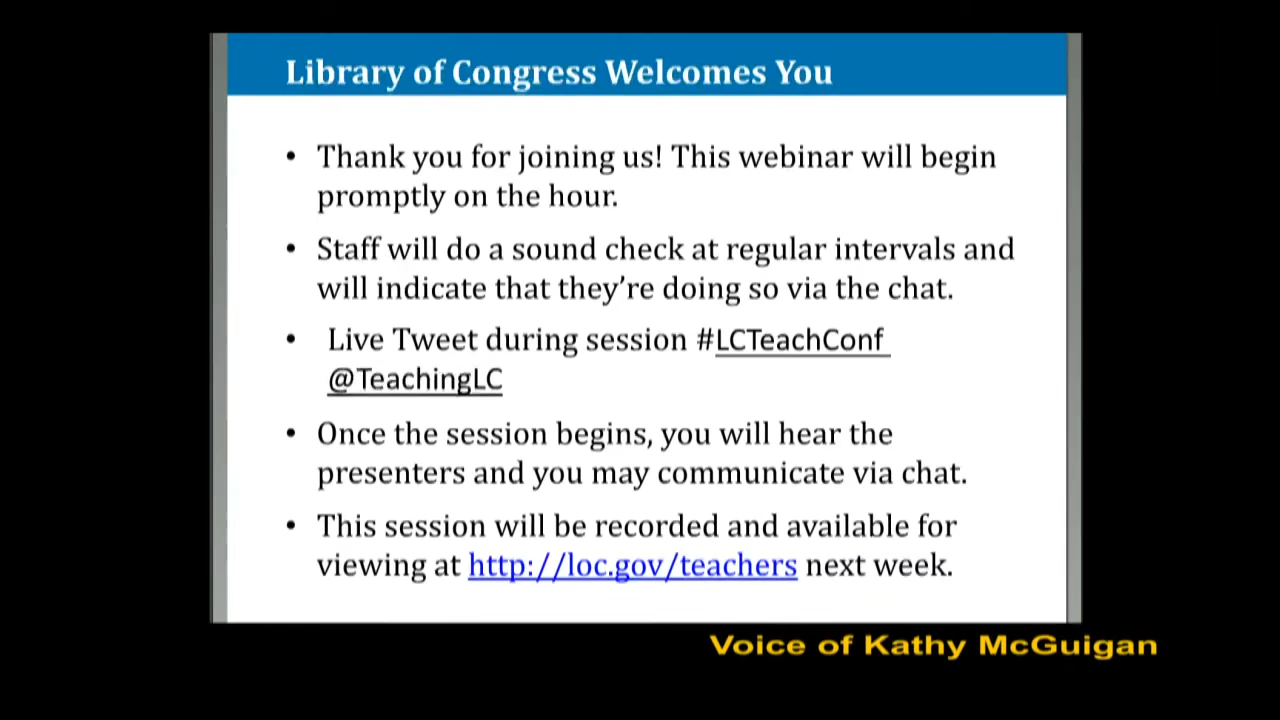 Library of Congress Welcomes You
• Thank you for joining us! This webinar will begin
promptly on the hour.
• Staff will do a sound check at regular intervals and
will indicate that they're doing so via the chat.
• Live Tweet during session #LCTeachConf
@TeachingLC
• Once the session begins, you will hear the
presenters and you may communicate via chat.
• This session will be recorded and available for
viewing at http://loc.gov/teachers next week.
Voice of Kathy McGuigan